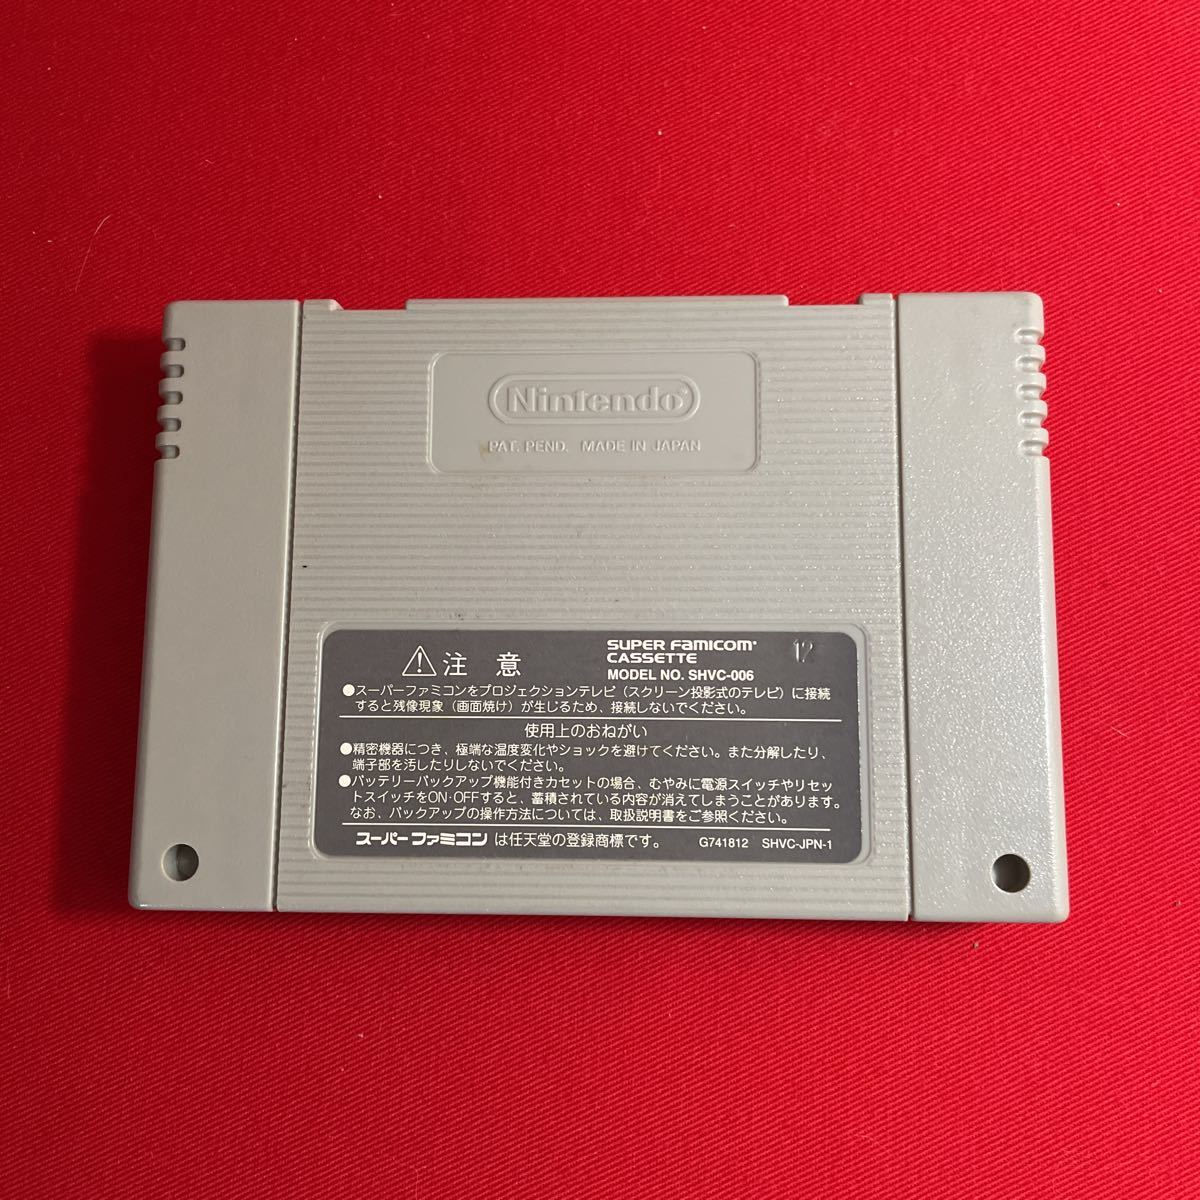 Nintendo
PAT. PEND. MADE IN JAPAN
注意
SUPER FAMICOM
CASSETTE
MODEL NO. SHVC-006
12
●スーパーファミコンをプロジェクションテレビ（スクリーン投影式のテレビ）に接続
すると残像現象（画面焼け）が生じるため、接続しないでください。
使用上のおねがい
●精密機器につき、極端な温度変化やショックを避けてください。また分解したり、
端子部を汚したりしないでください。
●バッテリーバックアップ機能付きカセットの場合、むやみに電源スイッチやリセッ
トスイッチをON・OFFすると、蓄積されている内容が消えてしまうことがあります。
なお、バックアップの操作方法については、取扱説明書をご参照ください。
スーパーファミコンは任天堂の登録商標です。 G741812 SHVC-JPN-1